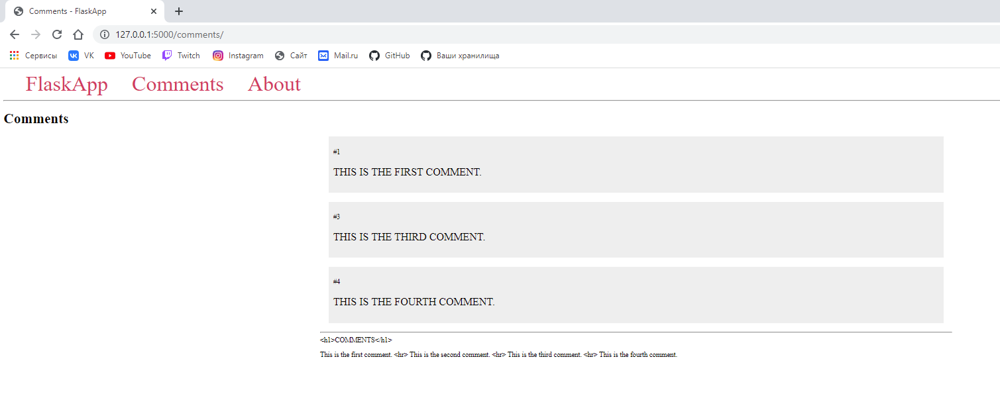 Comments - FlaskApp
127.0.0.1:5000/comments/
Сервисы VK YouTube Twitch Instagram Сайт Mail.ru GitHub Ваши хранилища
FlaskApp Comments About
Comments
#1
THIS IS THE FIRST COMMENT.
#3
THIS IS THE THIRD COMMENT.
#4
THIS IS THE FOURTH COMMENT.
<h1>COMMENTS</h1>
This is the first comment. <hr> This is the second comment. <hr> This is the third comment. <hr> This is the fourth comment.